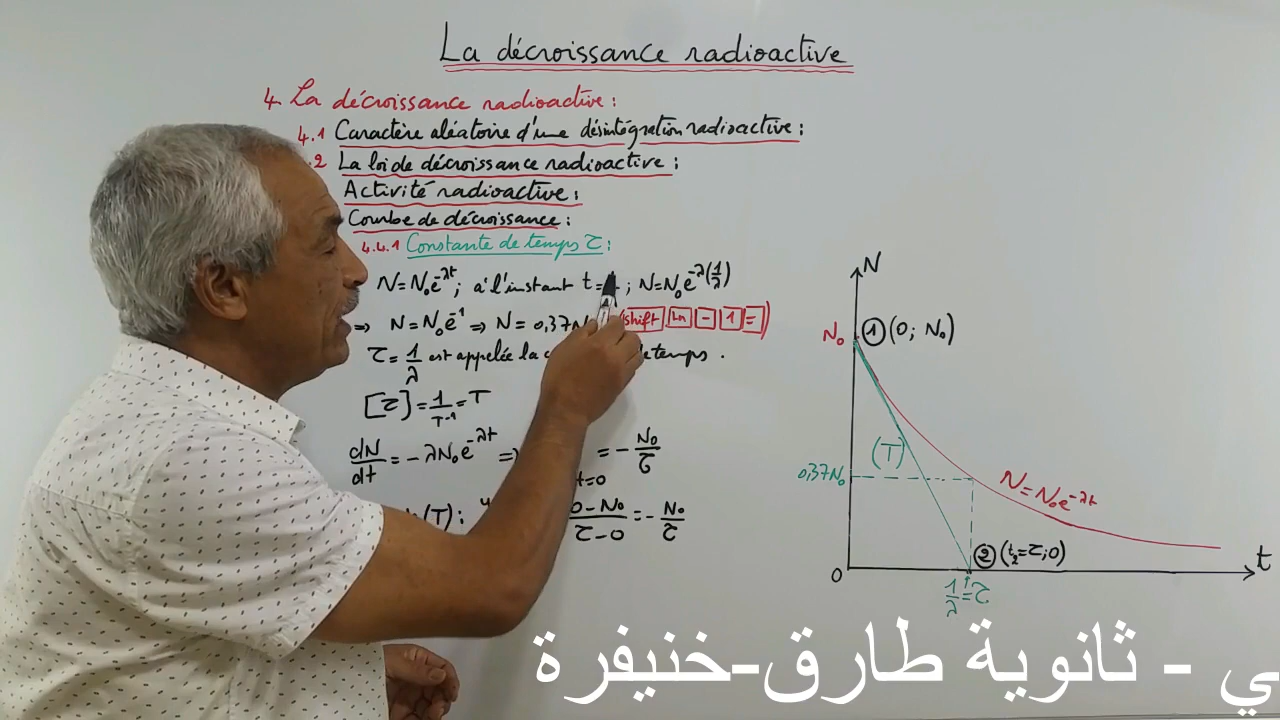 La décroissance radioactive
4. La décroissance radioactive :
4.1 Caractère aléatoire d'une désintégration radioactive :
.2 La loi de décroissance radioactive :
Activité radioactive :
Courbe de décroissance :
4.4.1 Constante de temps τ :
N = N₀e^{-λt} ; à l'instant t = ; N = N₀e^{-λ(1/λ)}
⇒ N = N₀e^{-1} ⇒ N = 0,37N₀ (shift ln - 1 =)
τ = 1/λ est appelée la de temps .
[τ] = 1/T^{-1} = T
dN/dt = -λN₀e^{-λt} ⇒ t=0 = -N₀/τ
(T) : 0-N₀/τ-0 = -N₀/τ
N
N₀ ① (0 ; N₀)
(T)
0,37N₀
N = N₀e^{-λt}
② (t₂=τ;0)
0
t
1/λ = τ
ي - ثانوية طارق-خنيفرة